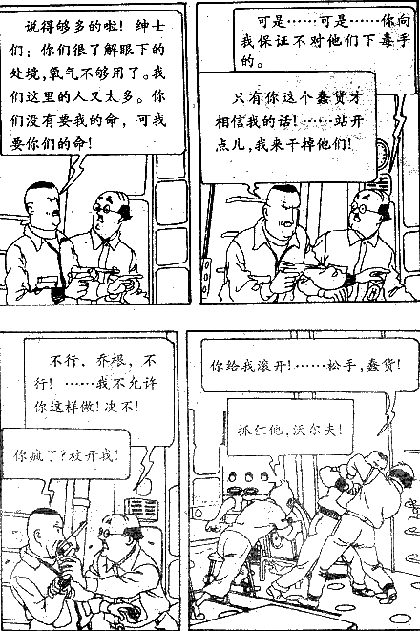 说得够多的啦！绅士
们；你们很了解眼下的
处境，氧气不够用了。我
们这里的人又太多。你
们没有要我的命，可我
要你们的命！
可是……可是……你向
我保证不对他们下毒手
的。
只有你这个蠢货才
相信我的话！……站开
点儿，我来干掉他们！
不行，乔根，不
行！……我不允许
你这样做！决不！
你疯了？放开我！
你给我滚开！……松手，蠢货！
抓住他，沃尔夫！